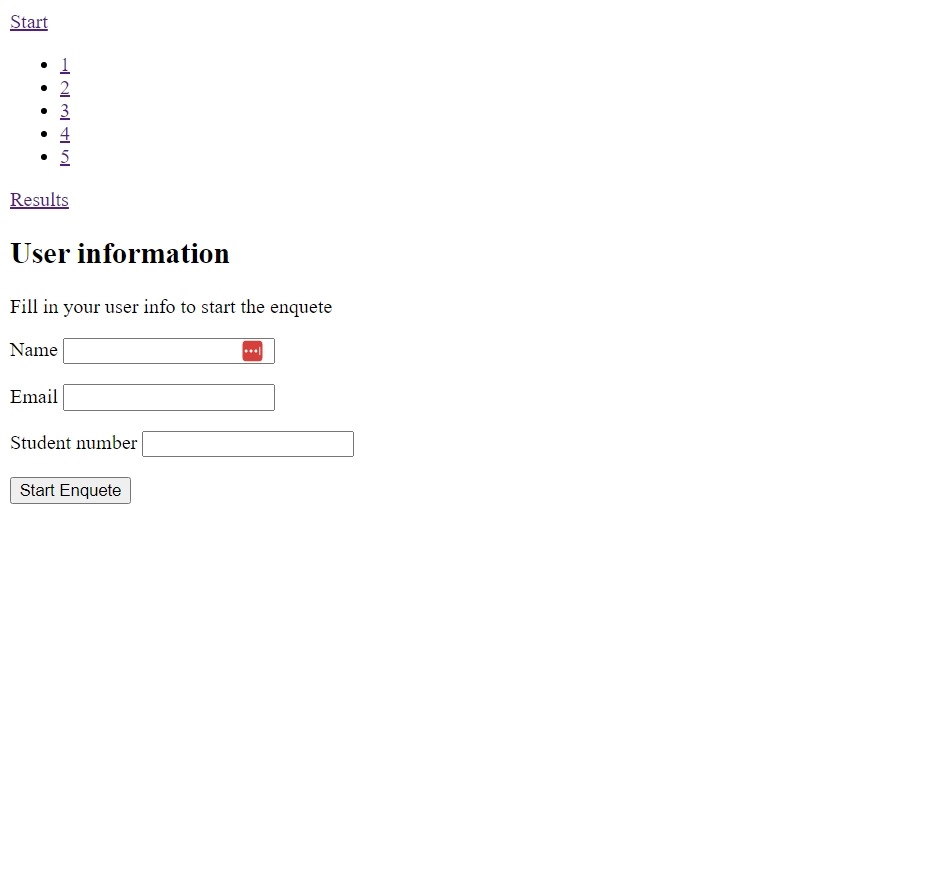 Start
1
2
3
4
5
Results
User information
Fill in your user info to start the enquete
Name
Email
Student number
Start Enquete